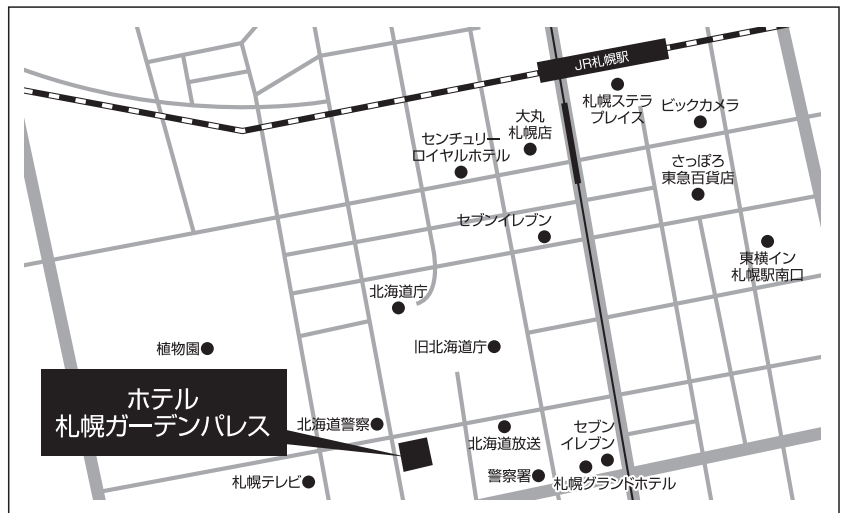 JR札幌駅
札幌ステラ
プレイス
ビックカメラ
大丸
札幌店
センチュリー
ロイヤルホテル
さっぽろ
東急百貨店
セブンイレブン
東横イン
札幌駅南口
北海道庁
植物園
旧北海道庁
ホテル
札幌ガーデンパレス
北海道警察
北海道放送
セブン
イレブン
札幌テレビ
警察署
札幌グランドホテル